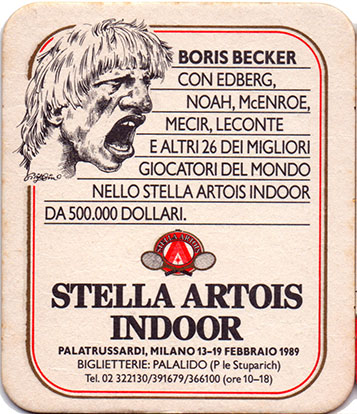 BORIS BECKER
CON EDBERG,
NOAH, McENROE,
MECIR, LECONTE
E ALTRI 26 DEI MIGLIORI
GIOCATORI DEL MONDO
NELLO STELLA ARTOIS INDOOR
DA 500.000 DOLLARI.
STELLA ARTOIS
STELLA ARTOIS
INDOOR
PALATRUSSARDI, MILANO 13–19 FEBBRAIO 1989
BIGLIETTERIE: PALALIDO (P le Stuparich)
Tel. 02 322130/391679/366100 (ore 10–18)